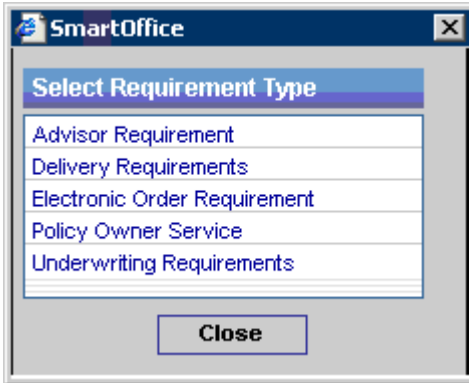 SmartOffice
Select Requirement Type
Advisor Requirement
Delivery Requirements
Electronic Order Requirement
Policy Owner Service
Underwriting Requirements
Close